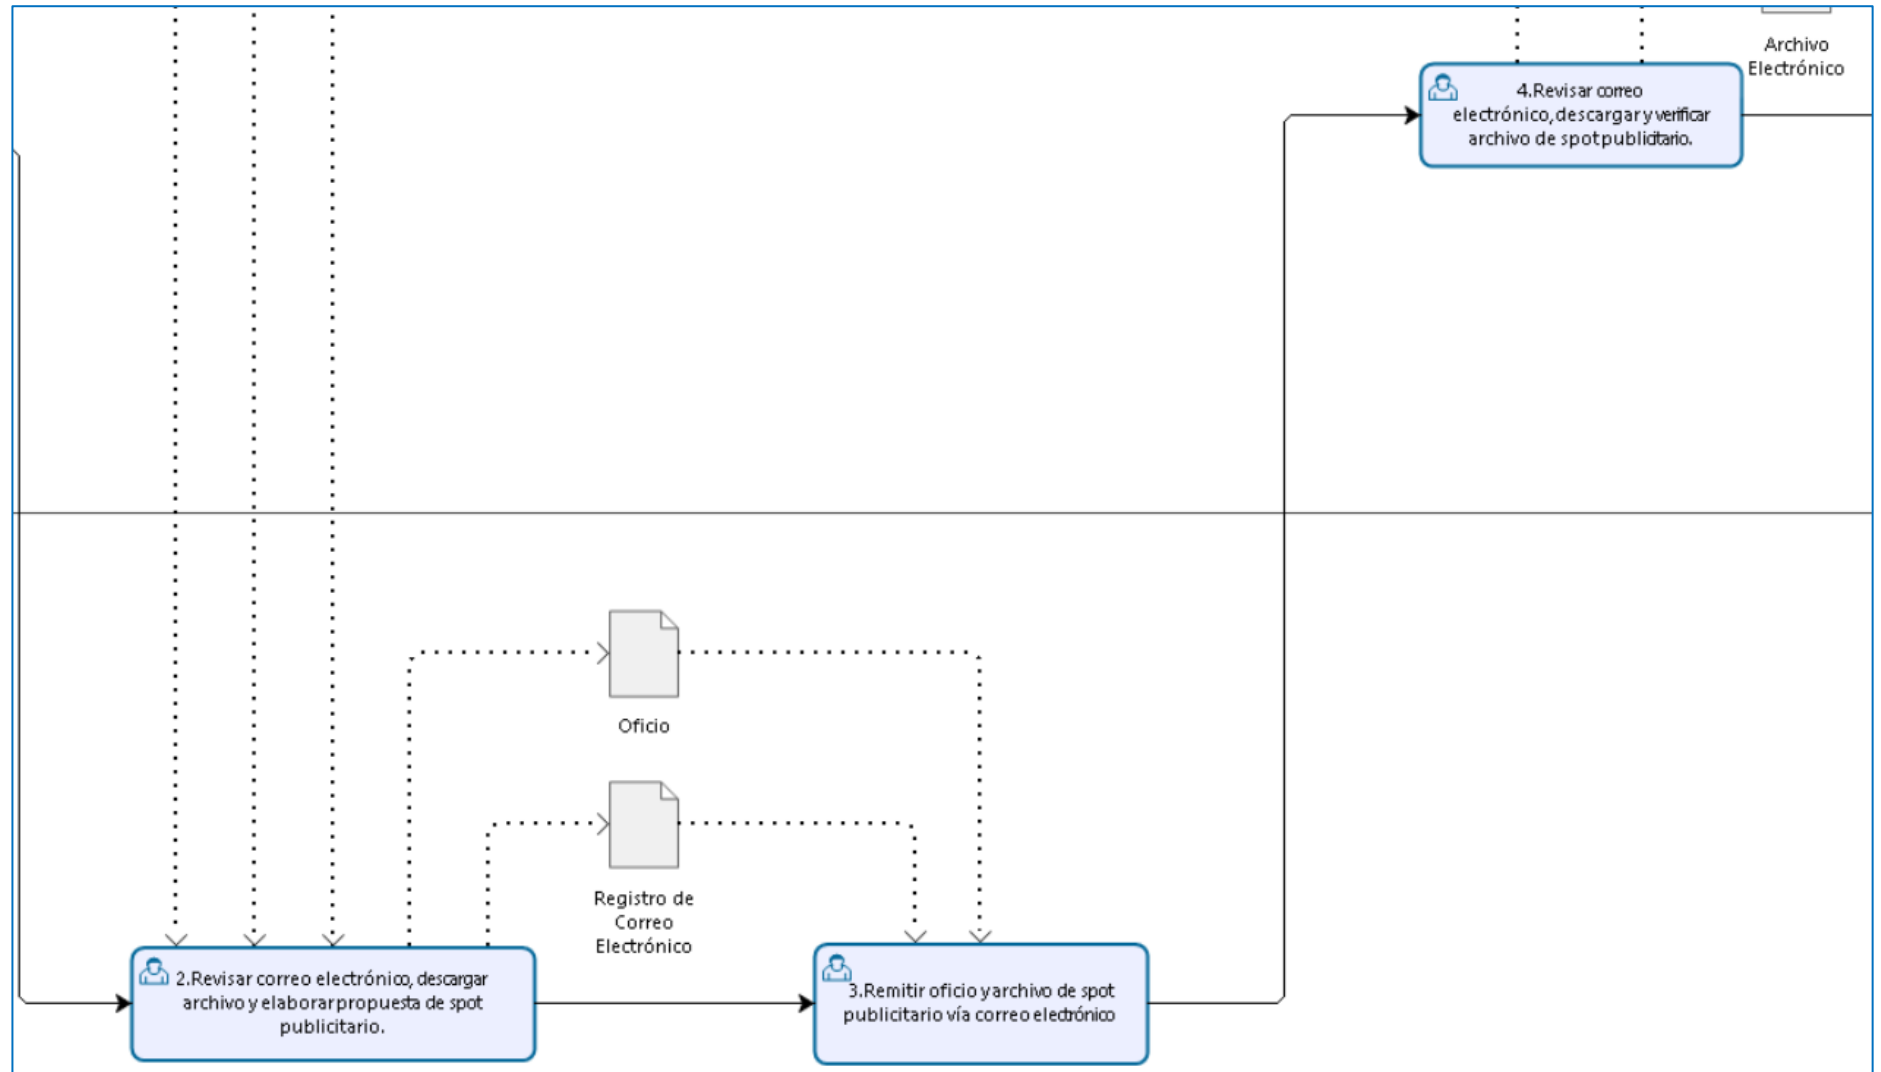 Archivo
Electrónico
4.Revisar correo
electrónico,descargar y verificar
archivo de spot publicitario.
Oficio
Registro de
Correo
Electrónico
2.Revisar correo electrónico, descargar
archivo y elaborar propuesta de spot
publicitario.
3.Remitir oficio y archivo de spot
publicitario vía correo electrónico